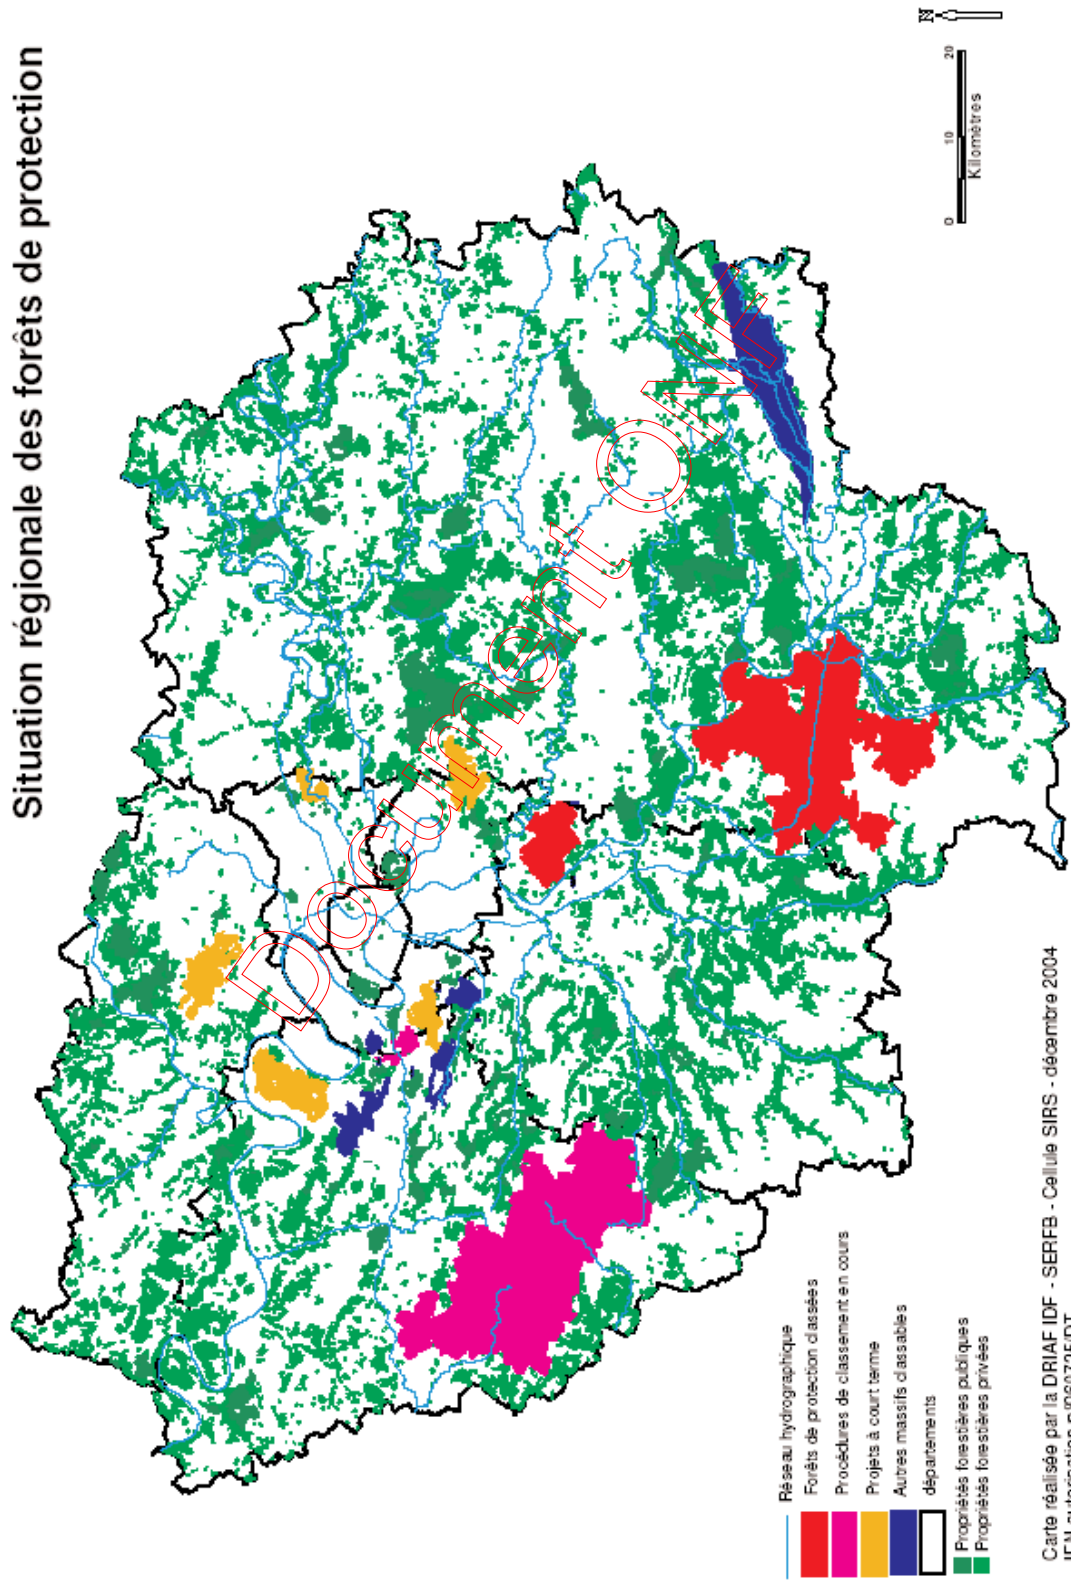 Situation régionale des forêts de protection
N
0 10 20
Kilomètres
Document ONF
Réseau hydrographique
Forêts de protection classées
Procédures de classement en cours
Projets à court terme
Autres massifs classables
départements
Propriétés forestières publiques
Propriétés forestières privées
Carte réalisée par la DRIAF IDF - SERFB - Cellule SIRS - décembre 2004